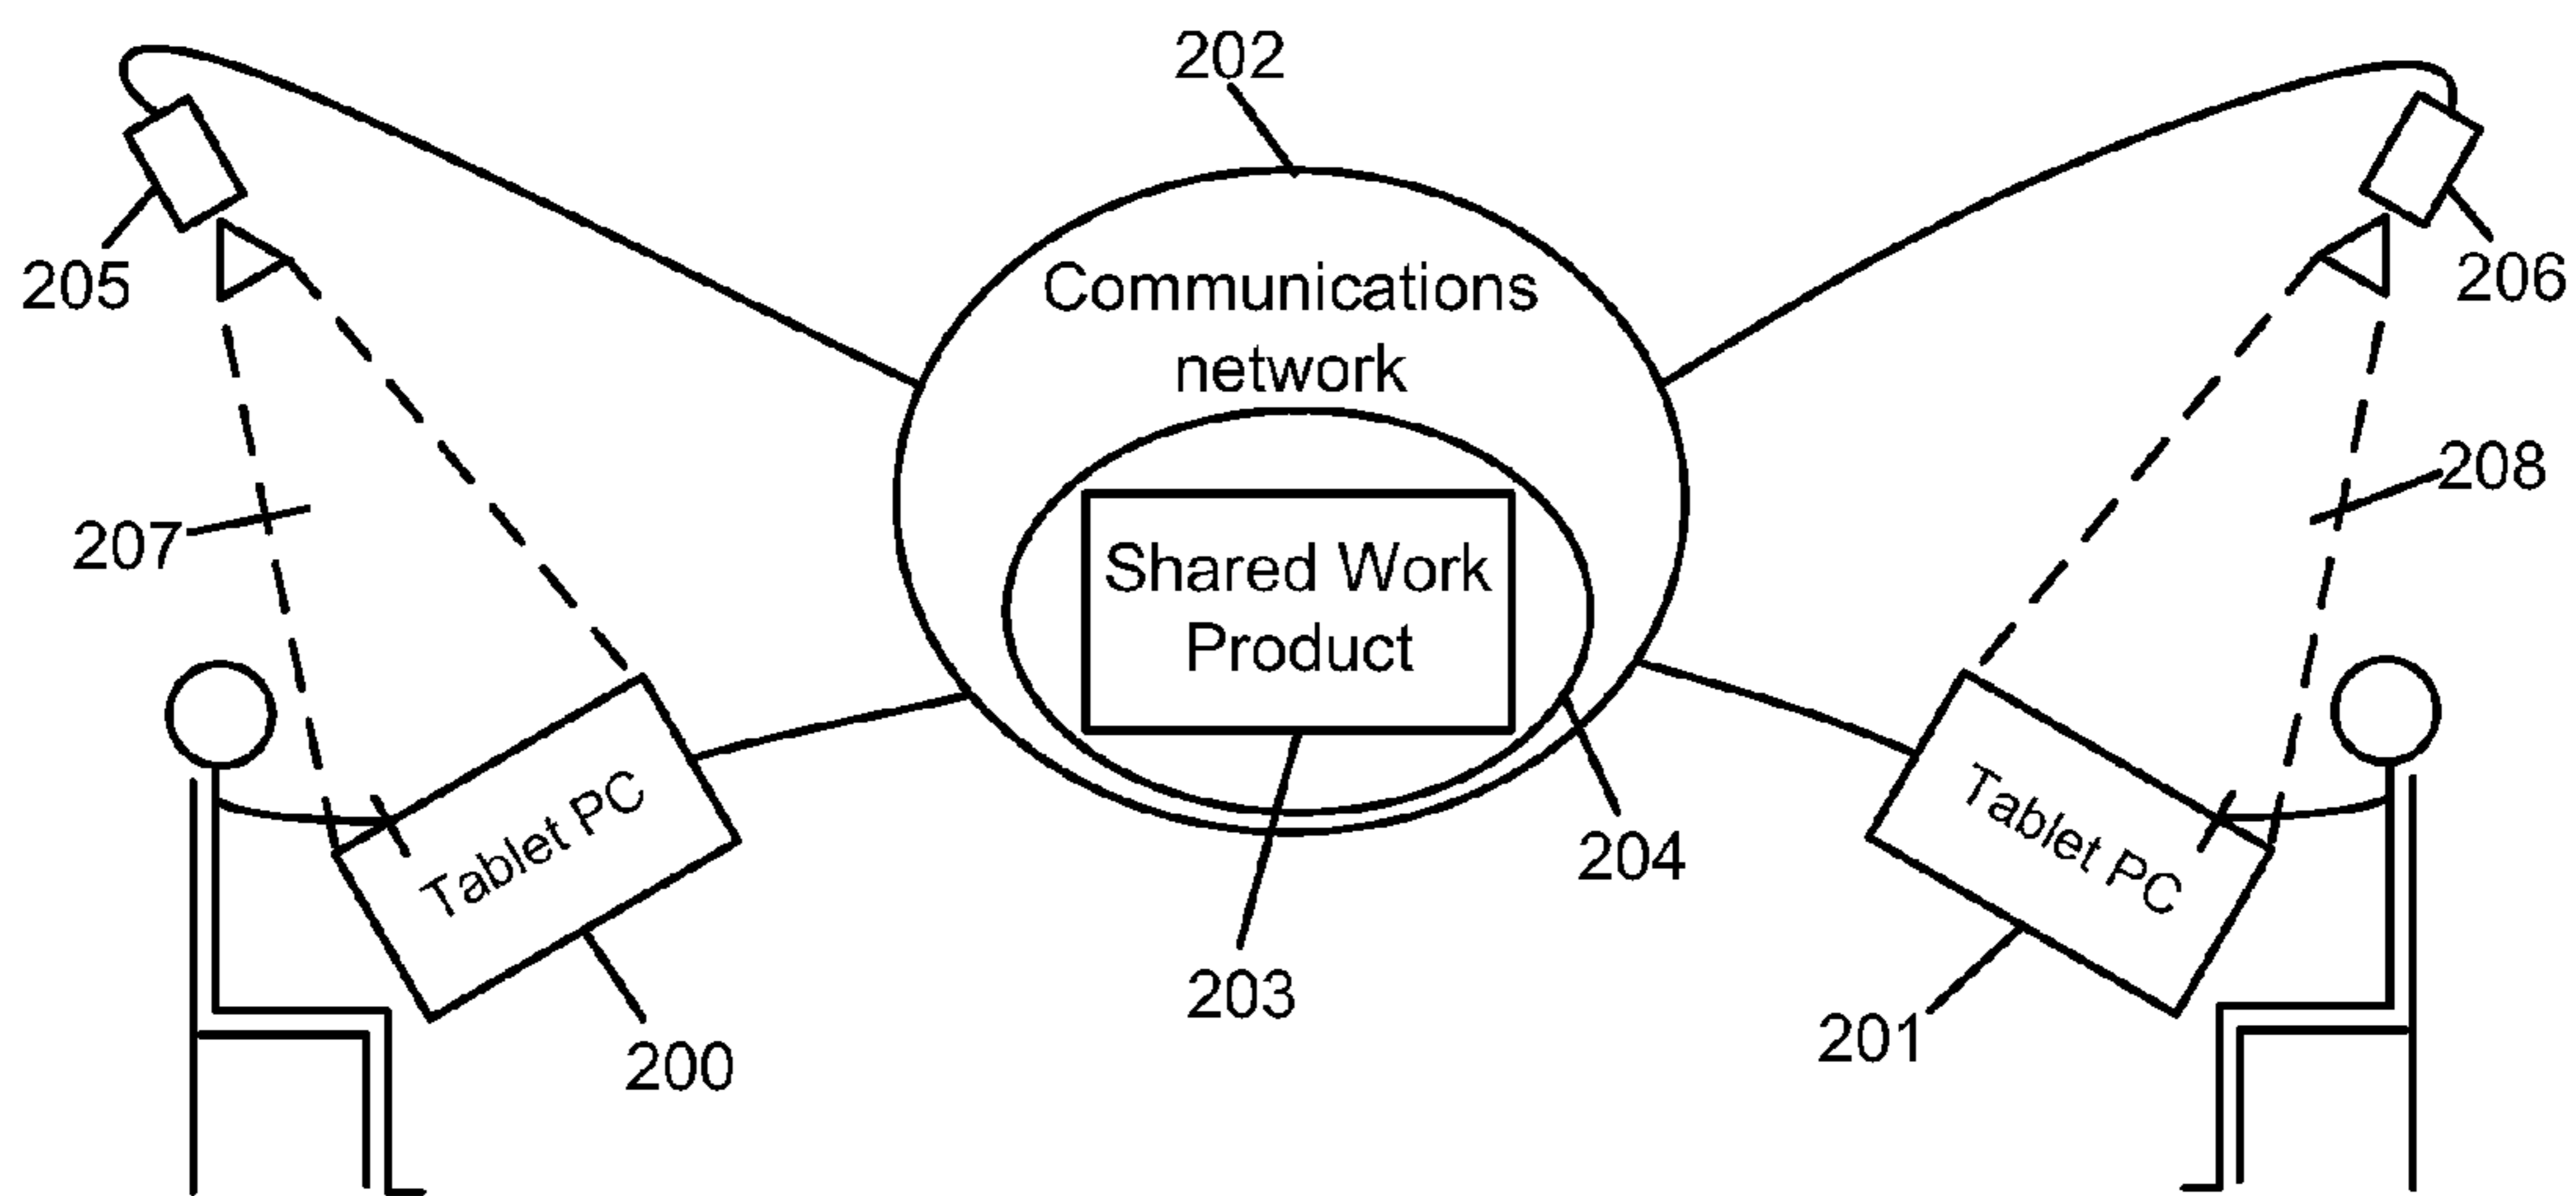 202
205
Communications
network
206
207
208
Shared Work
Product
Tablet PC
Tablet PC
204
203
201
200